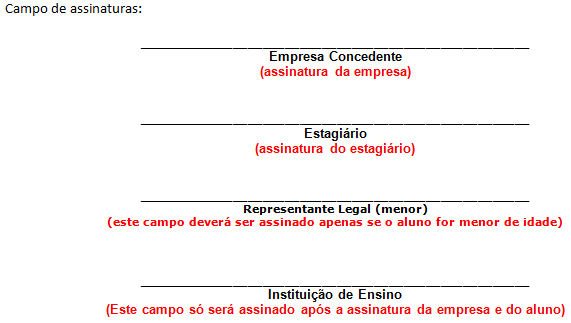 Campo de assinaturas:
Empresa Concedente
(assinatura da empresa)
Estagiário
(assinatura do estagiário)
Representante Legal (menor)
(este campo deverá ser assinado apenas se o aluno for menor de idade)
Instituição de Ensino
(Este campo só será assinado após a assinatura da empresa e do aluno)